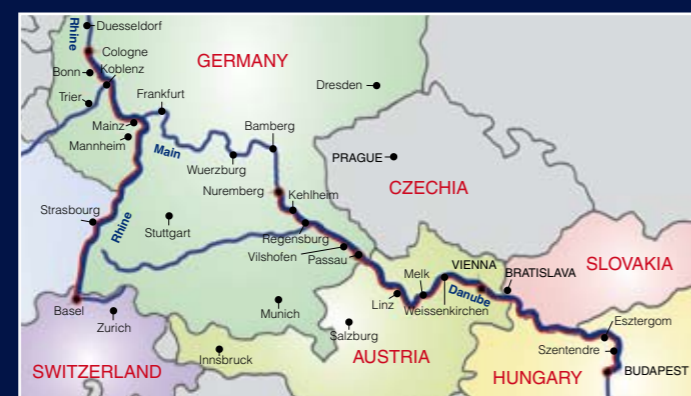 Rhine
Duesseldorf
Cologne
GERMANY
Bonn
Koblenz
Dresden
Trier
Frankfurt
Mainz
Bamberg
Mannheim
Main
PRAGUE
Wuerzburg
CZECHIA
Nuremberg
Kehlheim
Strasbourg
Rhine
Stuttgart
Regensburg
Vilshofen
Passau
VIENNA
SLOVAKIA
Melk
BRATISLAVA
Danube
Linz
Weissenkirchen
Basel
Zurich
Munich
Salzburg
Esztergom
Szentendre
Innsbruck
AUSTRIA
SWITZERLAND
HUNGARY
BUDAPEST